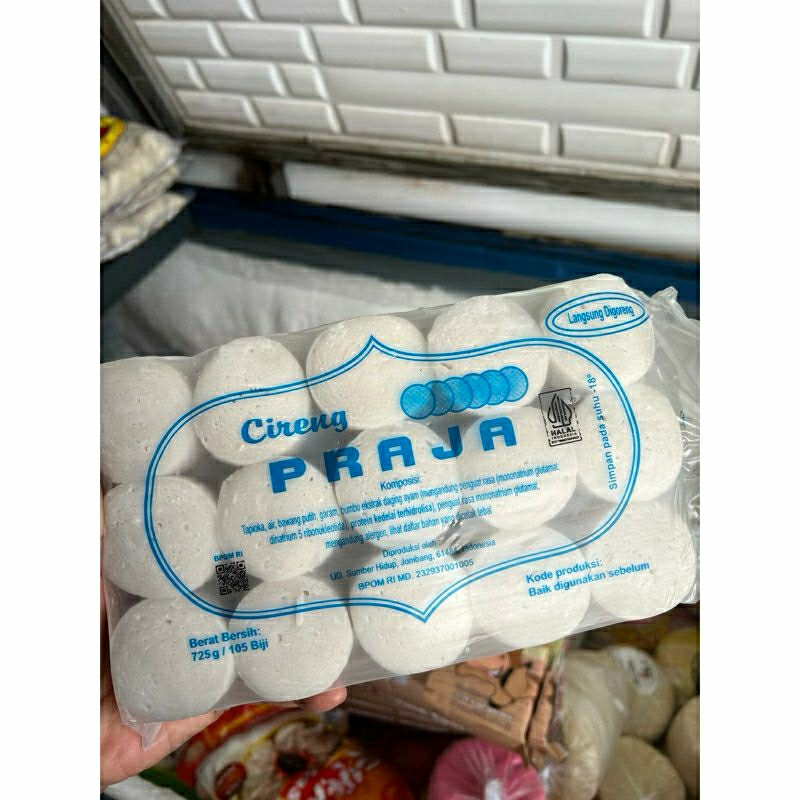 Langsung Digoreng
Cireng
PRAJA
HALAL
INDONESIA
Simpan pada suhu -18°
Komposisi:
Tapioka, air, bawang putih, garam, bumbu ekstrak daging ayam (mangandung penguat rasa (mononatrium glutamat,
dinatrium 5 ribonukleotida), protein kedelai terhidrolisa), penguat rasa mononatrium glutamat,
mengandung alergen, lihat daftar bahan yang dicetak tebal
Diproduksi oleh
UD. Sumber Hidup, Jombang, Indonesia
BPOM RI MD. 232937001005
BPOM RI
Kode produksi:
Baik digunakan sebelum
Berat Bersih:
725g / 105 Biji